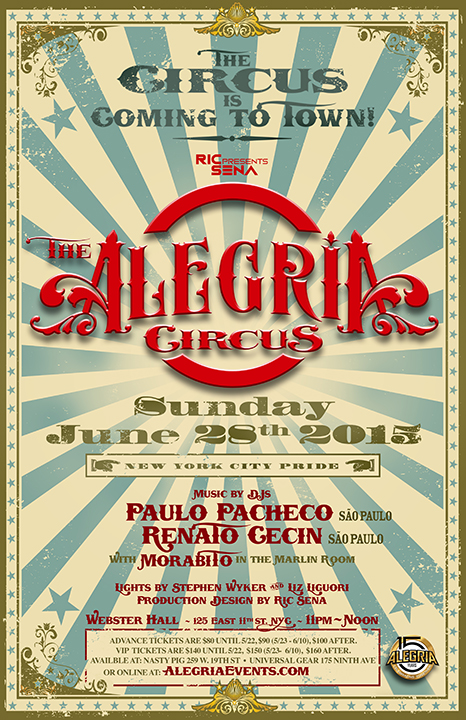 The
Circus
is
Coming to Town!
RIC PRESENTS
SENA
The
Alegria
Circus
Sunday
June 28th 2015
NEW YORK CITY PRIDE
Music by DJs
Paulo Pacheco SÃO PAULO
Renato Cecin SÃO PAULO
With Morabito in the Marlin Room
Lights by Stephen Wyker and Liz Liguori
Production Design by Ric Sena
Webster Hall ~ 125 East 11th st. NYC ~ 11pm~Noon
ADVANCE TICKETS ARE $80 UNTIL 5/22, $90 (5/23 - 6/10), $100 AFTER.
VIP TICKETS ARE $140 UNTIL 5/22, $150 (5/23- 6/10), $160 AFTER.
AVAILBLE AT: NASTY PIG 259 W. 19TH ST • UNIVERSAL GEAR 175 NINTH AVE
OR ONLINE AT: AlegriaEvents.com
15
YEARS
ALEGRIA